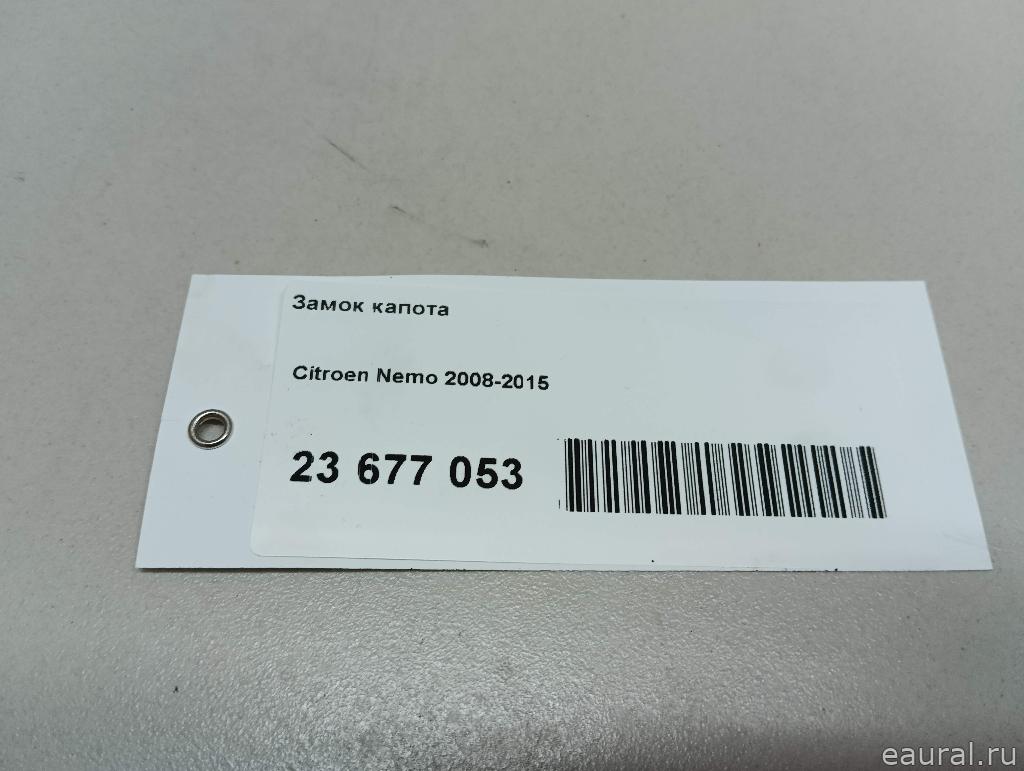 Замок капота
Citroen Nemo 2008-2015
23 677 053
eaural.ru